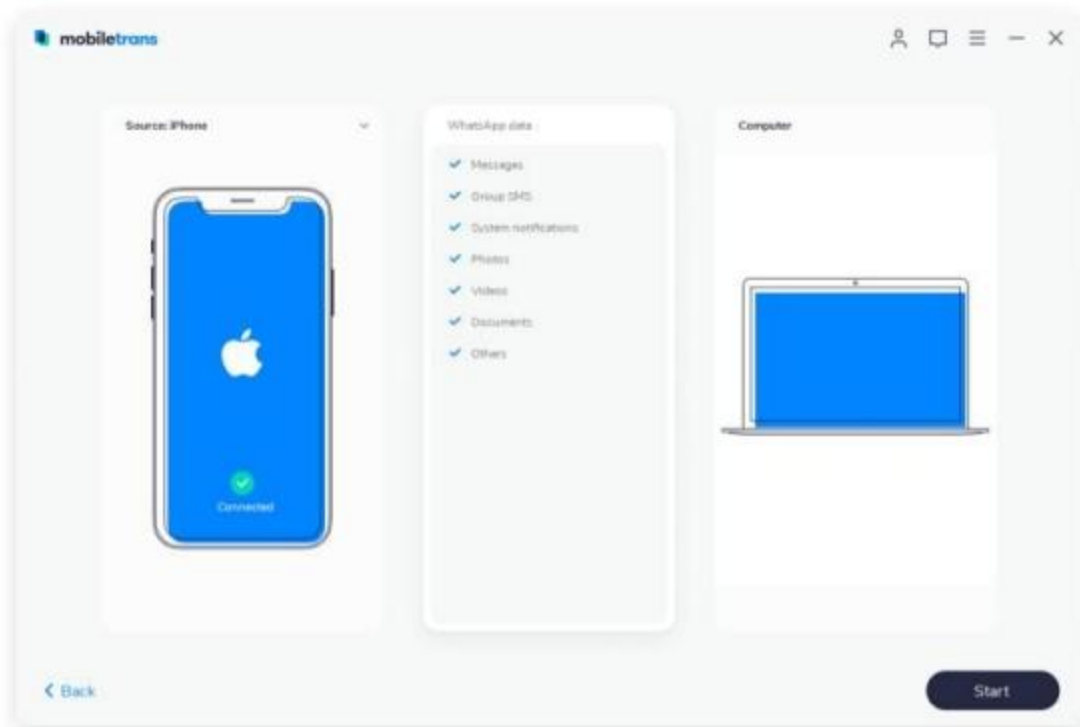 mobiletrans
Source: iPhone
WhatsApp data
Computer
Messages
Group SMS
System notifications
Photos
Videos
Documents
Others
Connected
Back
Start